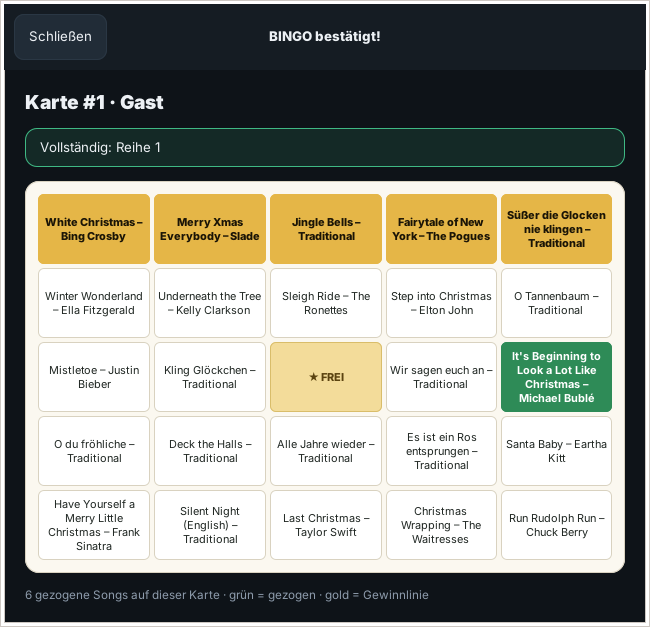 Schließen
BINGO bestätigt!
Karte #1 · Gast
Vollständig: Reihe 1
White Christmas –
Bing Crosby
Merry Xmas
Everybody – Slade
Jingle Bells –
Traditional
Fairytale of New
York – The Pogues
Süßer die Glocken
nie klingen –
Traditional
Winter Wonderland
– Ella Fitzgerald
Underneath the Tree
– Kelly Clarkson
Sleigh Ride – The
Ronettes
Step into Christmas
– Elton John
O Tannenbaum –
Traditional
Mistletoe – Justin
Bieber
Kling Glöckchen –
Traditional
★ FREI
Wir sagen euch an –
Traditional
It's Beginning to
Look a Lot Like
Christmas –
Michael Bublé
O du fröhliche –
Traditional
Deck the Halls –
Traditional
Alle Jahre wieder –
Traditional
Es ist ein Ros
entsprungen –
Traditional
Santa Baby – Eartha
Kitt
Have Yourself a
Merry Little
Christmas – Frank
Sinatra
Silent Night
(English) –
Traditional
Last Christmas –
Taylor Swift
Christmas
Wrapping – The
Waitresses
Run Rudolph Run –
Chuck Berry
6 gezogene Songs auf dieser Karte · grün = gezogen · gold = Gewinnlinie